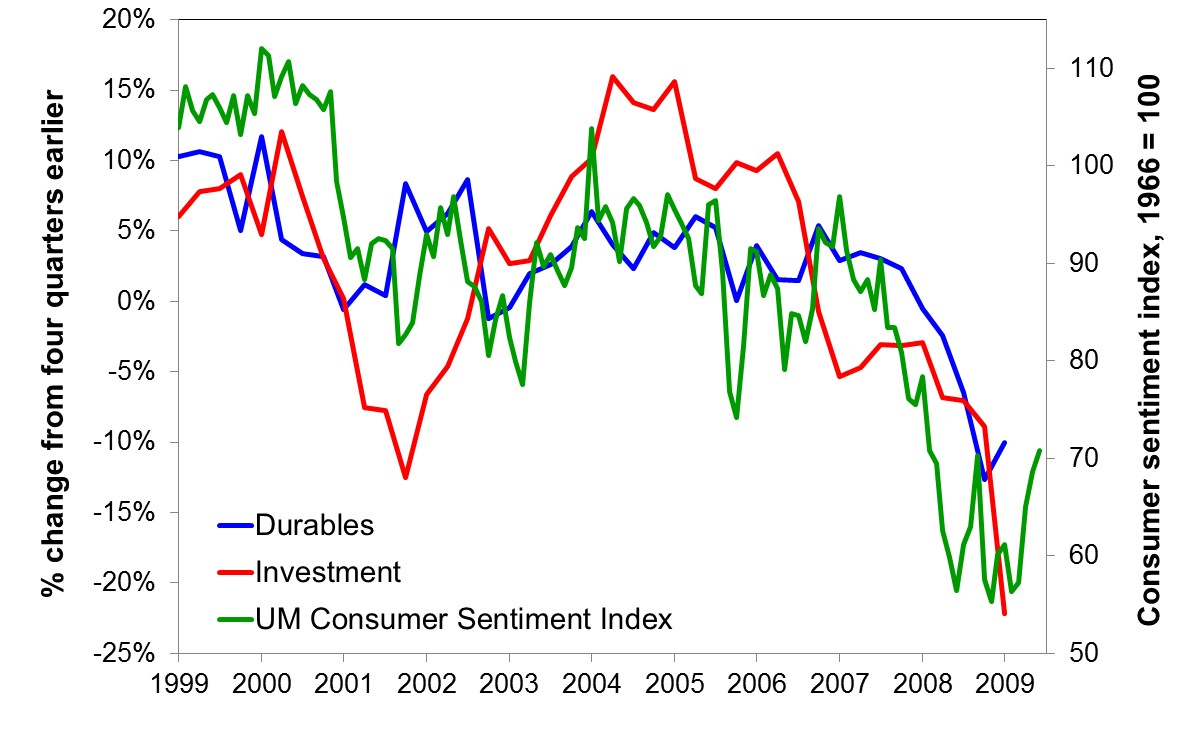 % change from four quarters earlier
20%
15%
10%
5%
0%
-5%
-10%
-15%
-20%
-25%
Durables
Investment
UM Consumer Sentiment Index
110
100
90
80
70
60
50
Consumer sentiment index, 1966 = 100
1999 2000 2001 2002 2003 2004 2005 2006 2007 2008 2009